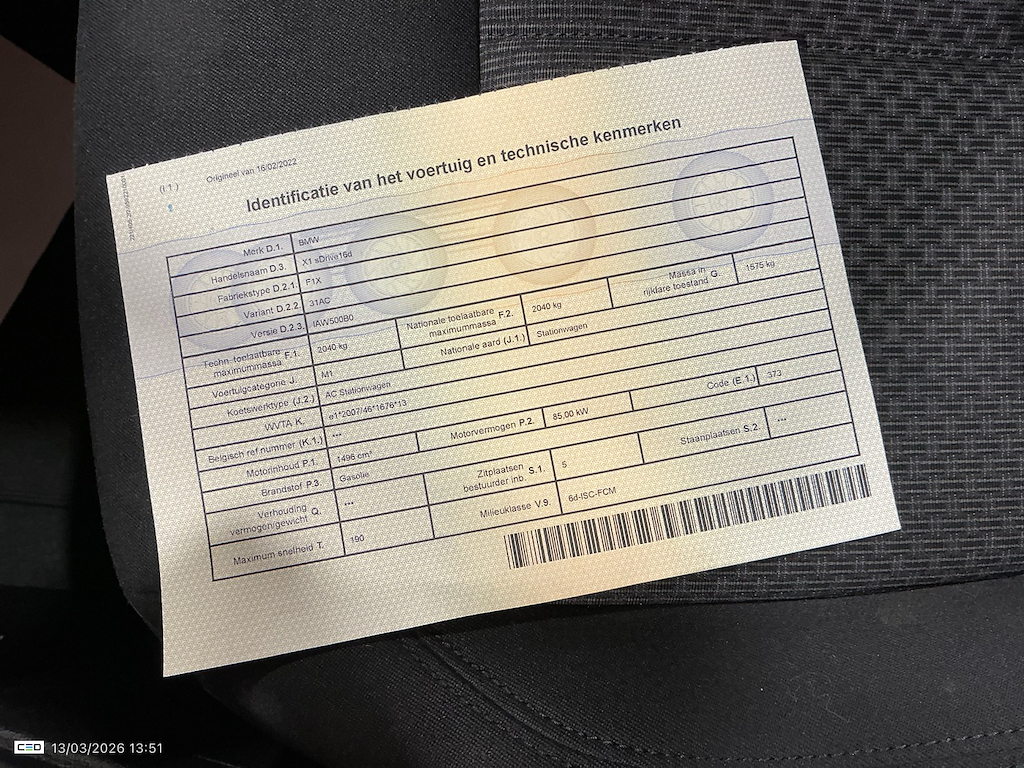 (I.1)
Origineel van 16/02/2022
Identificatie van het voertuig en technische kenmerken
Merk D.1. BMW
Handelsnaam D.3. X1 sDrive16d
Fabriekstype D.2.1. F1X
Variant D.2.2. 31AC
Versie D.2.3. IAW500B0
Techn. toelaatbare maximummassa F.1. 2040 kg Nationale toelaatbare maximummassa F.2. 2040 kg Massa in rijklare toestand G. 1575 kg
Voertuigcategorie J. M1 Nationale aard (J.1.) Stationwagen
Koetswerktype (J.2.) AC Stationwagen
WVTA K. e1*2007/46*1676*13
Belgisch ref nummer (K.1.) ---
Motorinhoud P.1. 1496 cm³ Motorvermogen P.2. 85,00 kW Code (E.1.) 373
Brandstof P.3. Gasolie
Verhouding vermogen/gewicht Q. --- Zitplaatsen bestuurder inb. S.1. 5 Staanplaatsen S.2. ---
Maximum snelheid T. 190 Milieuklasse V.9. 6d-ISC-FCM
CEO 13/03/2026 13:51